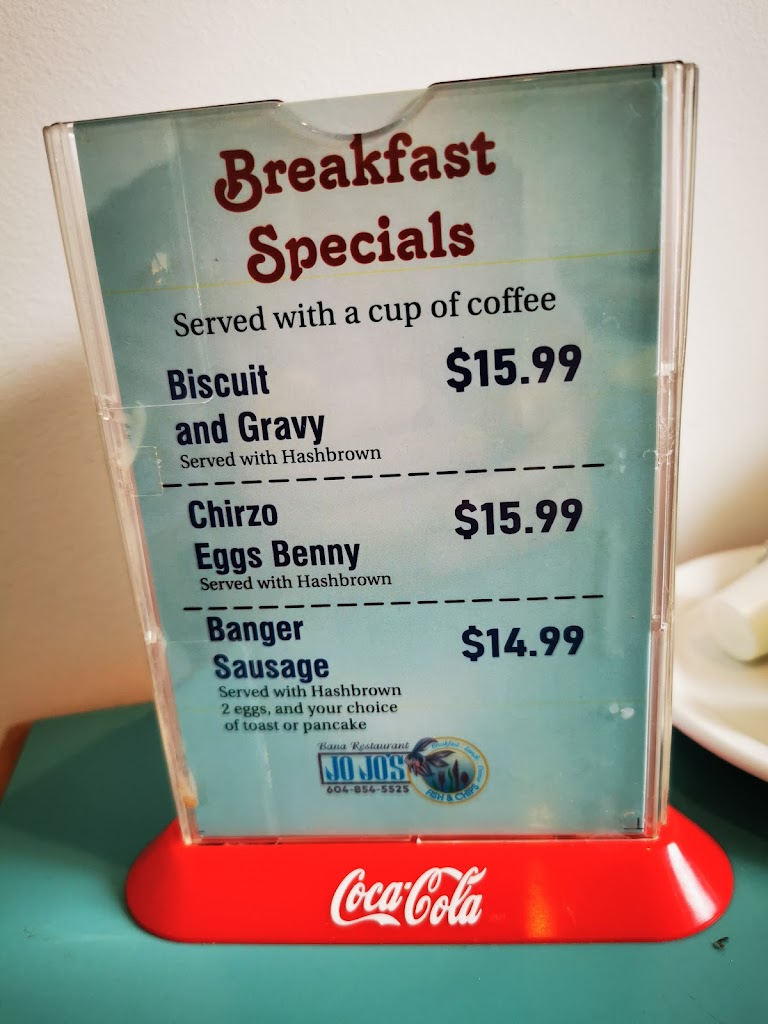 Breakfast
Specials
Served with a cup of coffee
Biscuit
and Gravy
$15.99
Served with Hashbrown
Chirzo
Eggs Benny
$15.99
Served with Hashbrown
Banger
Sausage
$14.99
Served with Hashbrown
2 eggs, and your choice
of toast or pancake
Bana Restaurant
JO JO'S
604-854-5525
FISH & CHIPS
Coca-Cola